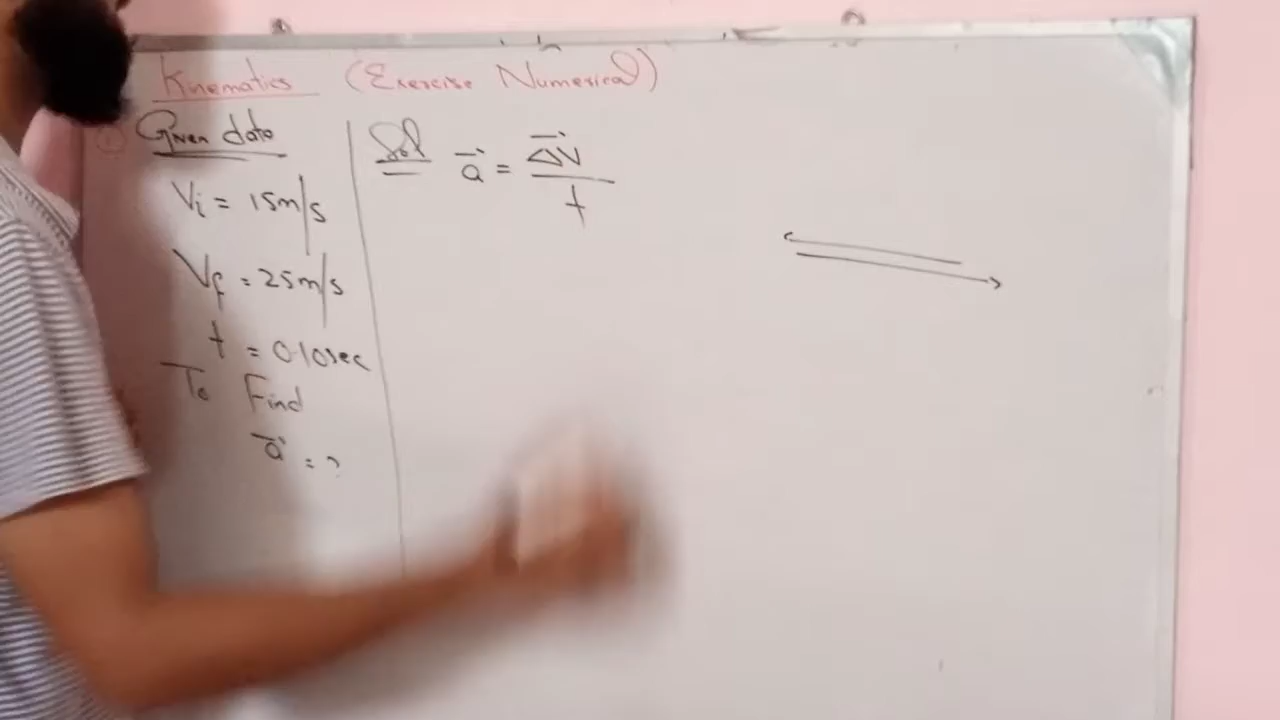 Kinematics (Exercise Numerical)
Given data
Vi = 15m/s
Vf = 25m/s
t = 0.10sec
To Find
a⃗ = ?
Sol a⃗ = Δv⃗/t